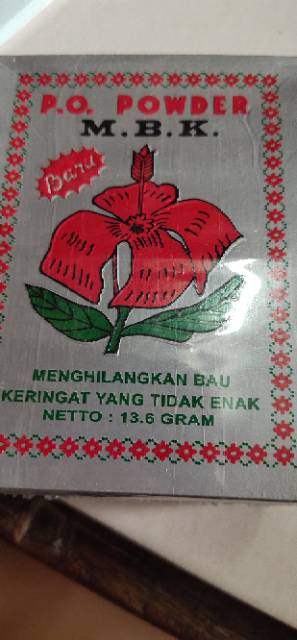 P.O. POWDER
M.B.K.
Baru
MENGHILANGKAN BAU
KERINGAT YANG TIDAK ENAK
NETTO : 13.6 GRAM